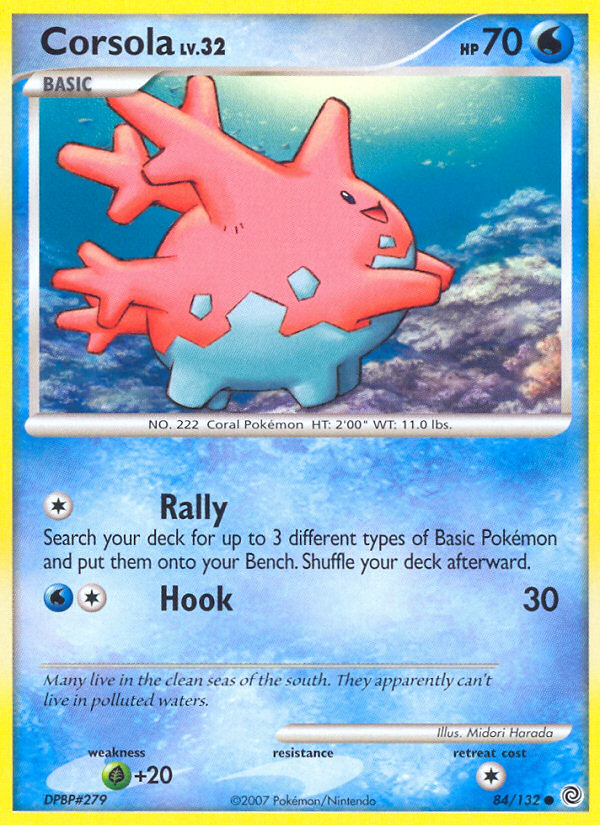 Corsola LV.32
HP 70
BASIC
NO. 222 Coral Pokémon HT: 2'00" WT: 11.0 lbs.
Rally
Search your deck for up to 3 different types of Basic Pokémon
and put them onto your Bench. Shuffle your deck afterward.
Hook 30
Many live in the clean seas of the south. They apparently can't
live in polluted waters.
Illus. Midori Harada
weakness resistance retreat cost
+20
DPBP#279 ©2007 Pokémon/Nintendo 84/132